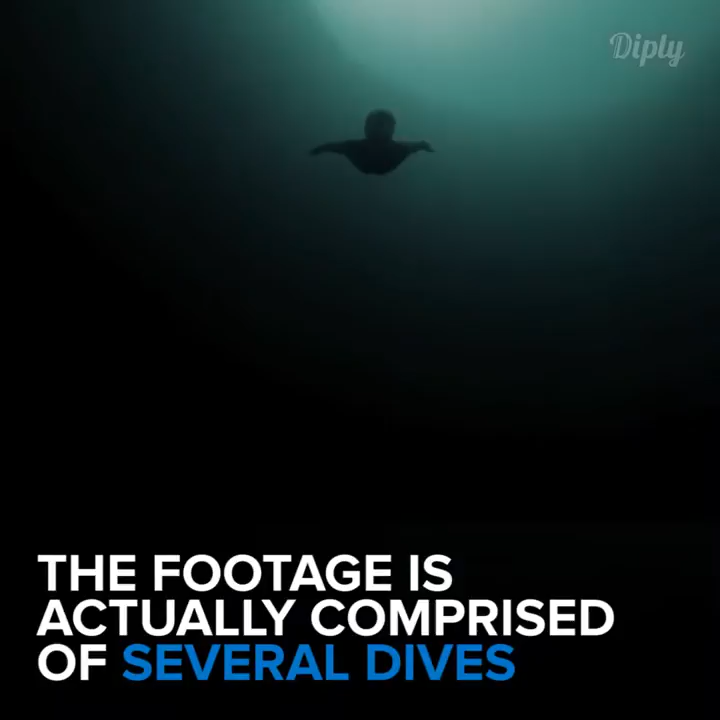 Diply
THE FOOTAGE IS
ACTUALLY COMPRISED
OF SEVERAL DIVES